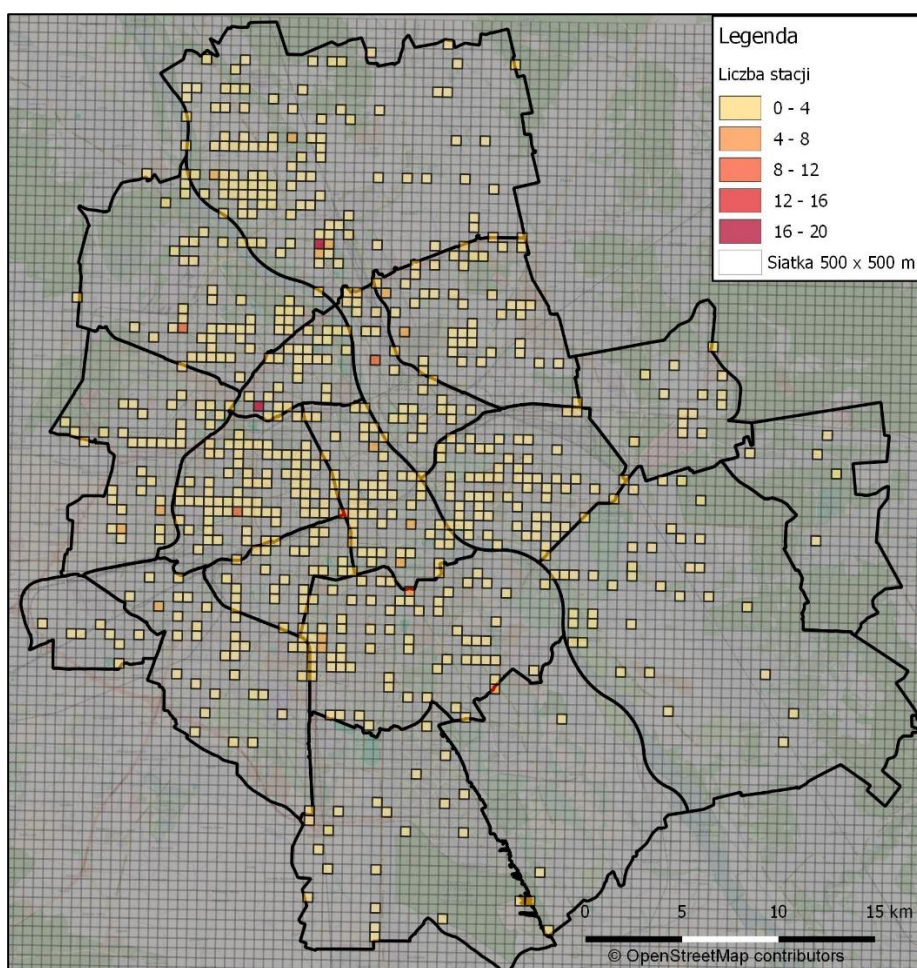 Legenda
Liczba stacji
0 - 4
4 - 8
8 - 12
12 - 16
16 - 20
Siatka 500 x 500 m
0 5 10 15 km
© OpenStreetMap contributors